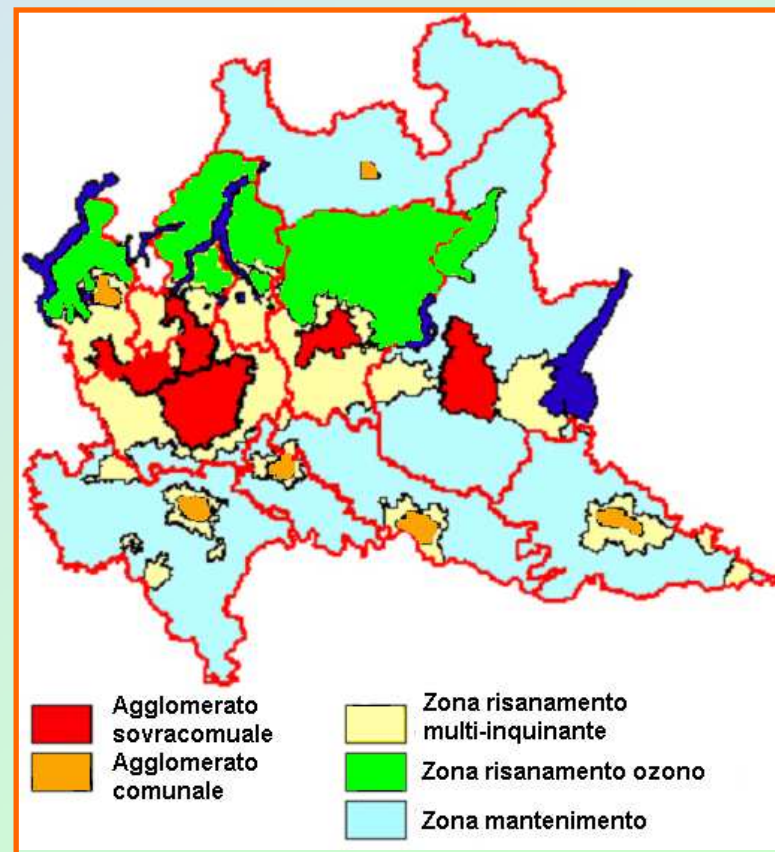 Agglomerato
sovracomuale
Agglomerato
comunale
Zona risanamento
multi-inquinante
Zona risanamento ozono
Zona mantenimento